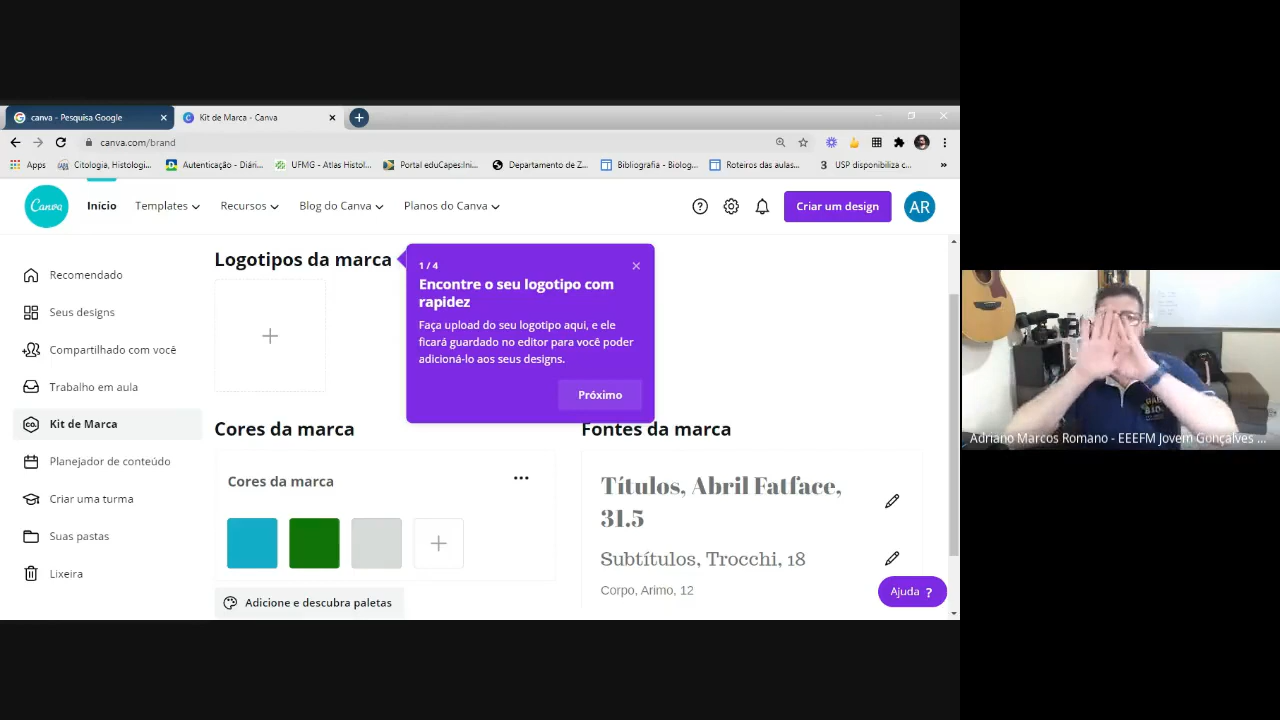 canva - Pesquisa Google
Kit de Marca - Canva
canva.com/brand
Apps
Citologia, Histologi...
Autenticação - Diári...
UFMG - Atlas Histol...
Portal eduCapes:Ini...
Departamento de Z...
Bibliografia – Biolog...
Roteiros das aulas...
3 USP disponibiliza c...
»
Canva
Início
Templates
Recursos
Blog do Canva
Planos do Canva
Criar um design
AR
Recomendado
Seus designs
Compartilhado com você
Trabalho em aula
CO.
Kit de Marca
Planejador de conteúdo
Criar uma turma
Suas pastas
Lixeira
Logotipos da marca
1 / 4
Encontre o seu logotipo com
rapidez
Faça upload do seu logotipo aqui, e ele
ficará guardado no editor para você poder
adicioná-lo aos seus designs.
Próximo
Cores da marca
Cores da marca
Adicione e descubra paletas
Fontes da marca
Títulos, Abril Fatface,
31.5
Subtítulos, Trocchi, 18
Corpo, Arimo, 12
Ajuda ?
Adriano Marcos Romano - EEEFM Jovem Gonçalves ...